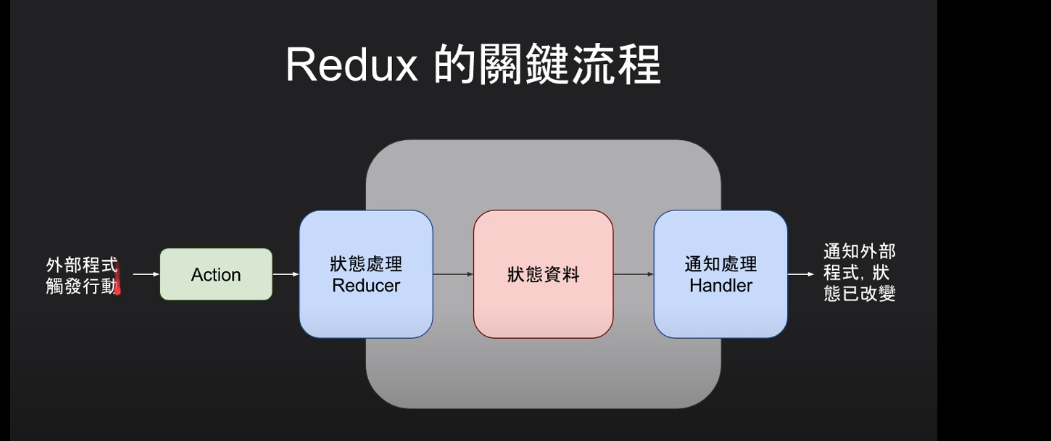 Redux 的關鍵流程
外部程式
觸發行動
Action
狀態處理
Reducer
狀態資料
通知處理
Handler
通知外部
程式, 狀
態已改變